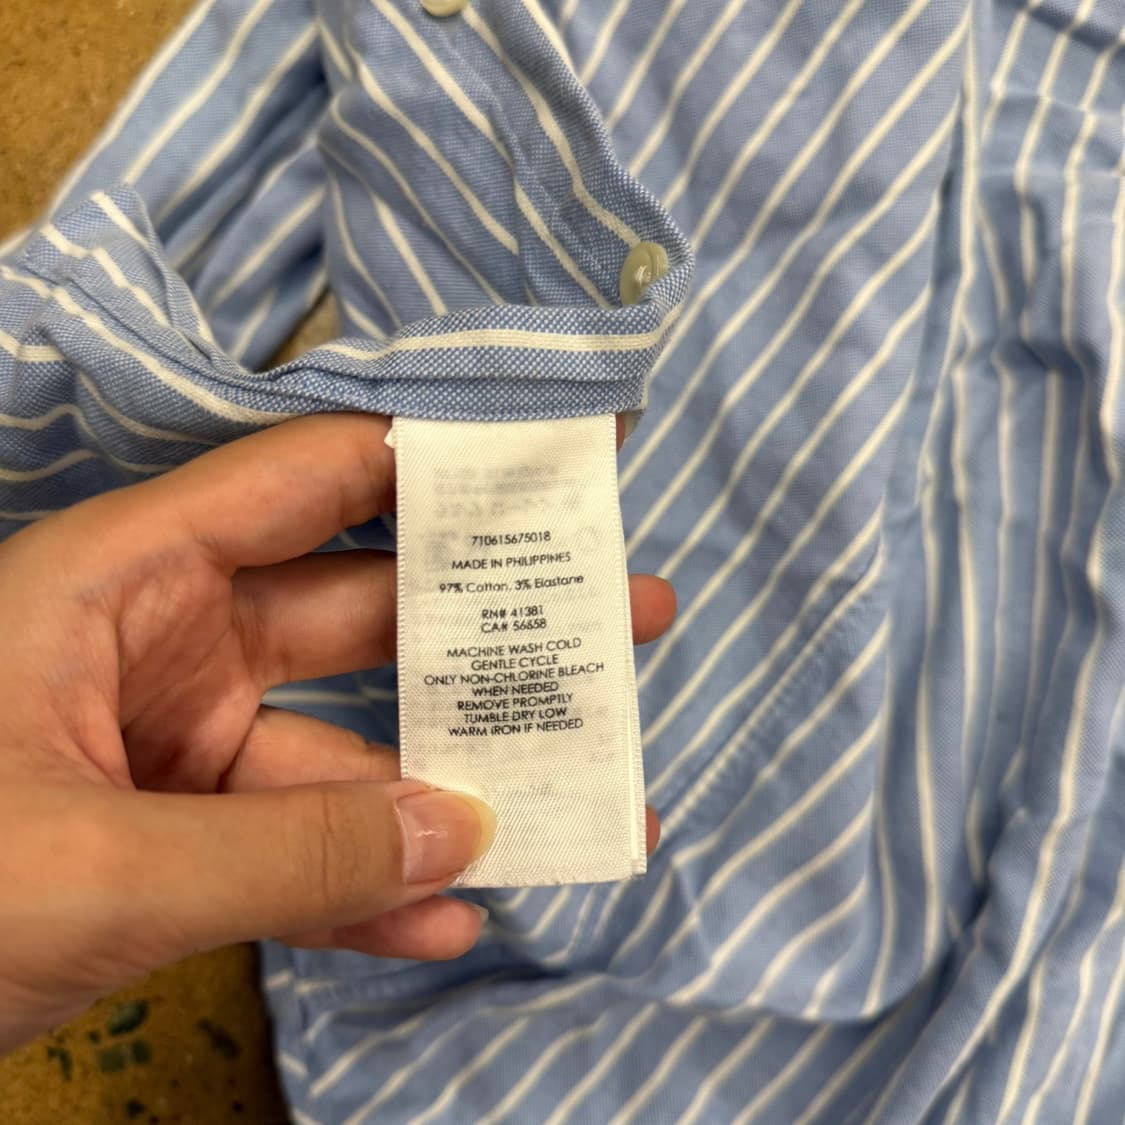 710615675018
MADE IN PHILIPPINES
97% Cotton, 3% Elastane
RN# 41381
CA# 56658
MACHINE WASH COLD
GENTLE CYCLE
ONLY NON-CHLORINE BLEACH
WHEN NEEDED
REMOVE PROMPTLY
TUMBLE DRY LOW
WARM IRON IF NEEDED